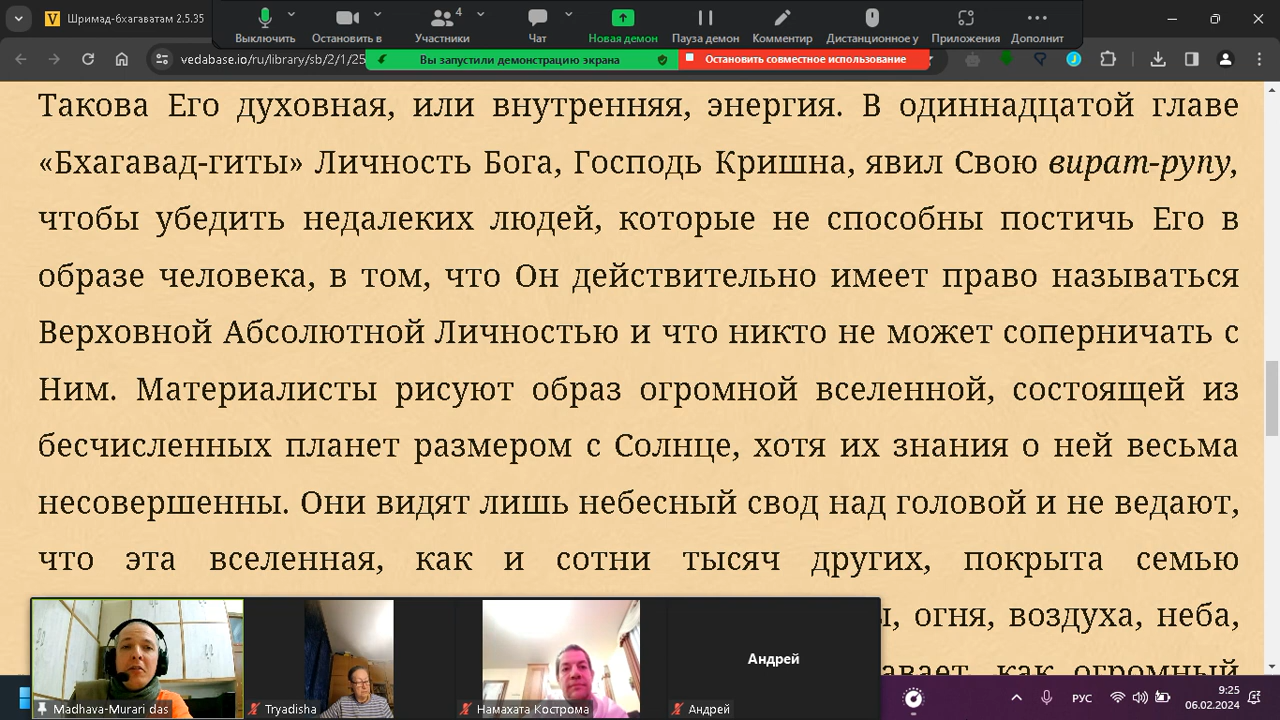 Шримад-бхагаватам 2.5.35
4
Выключить
Остановить в
Участники
Чат
Новая демон
Пауза демон
Комментир
Дистанционное у
Приложения
Дополнит
vedabase.io/ru/library/sb/2/1/25
Вы запустили демонстрацию экрана
Остановить совместное использование
Такова Его духовная, или внутренняя, энергия. В одиннадцатой главе
«Бхагавад-гиты» Личность Бога, Господь Кришна, явил Свою вират-рупу,
чтобы убедить недалеких людей, которые не способны постичь Его в
образе человека, в том, что Он действительно имеет право называться
Верховной Абсолютной Личностью и что никто не может соперничать с
Ним. Материалисты рисуют образ огромной вселенной, состоящей из
бесчисленных планет размером с Солнце, хотя их знания о ней весьма
несовершенны. Они видят лишь небесный свод над головой и не ведают,
что эта вселенная, как и сотни тысяч других, покрыта семью
огня, воздуха, неба,
как огромный
Андрей
Madhava-Murari das
Tryadisha
Намахата Кострома
Андрей
РУС
9:25
06.02.2024